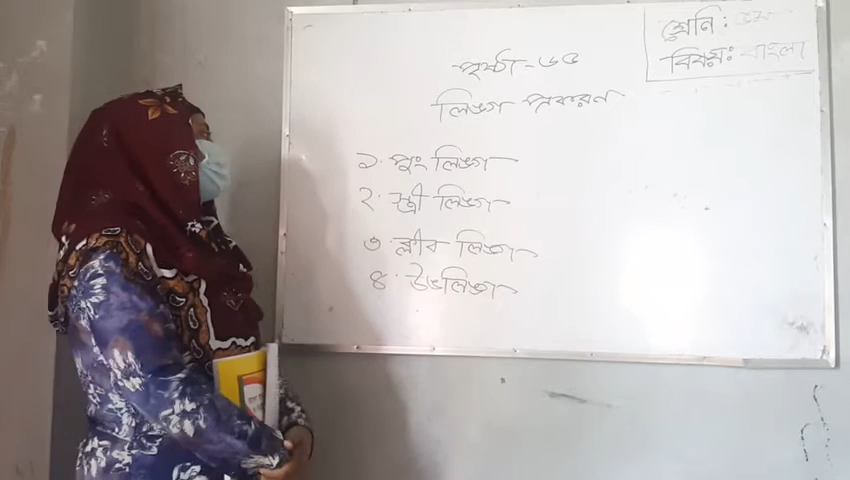 শ্রেণি:
বিষয়: বাংলা
পৃষ্ঠা - ৬৫
লিঙ্গ প্রকরণ
১. পুং লিঙ্গ
২. স্ত্রী লিঙ্গ
৩. ক্লীব লিঙ্গ
৪. উভলিঙ্গ